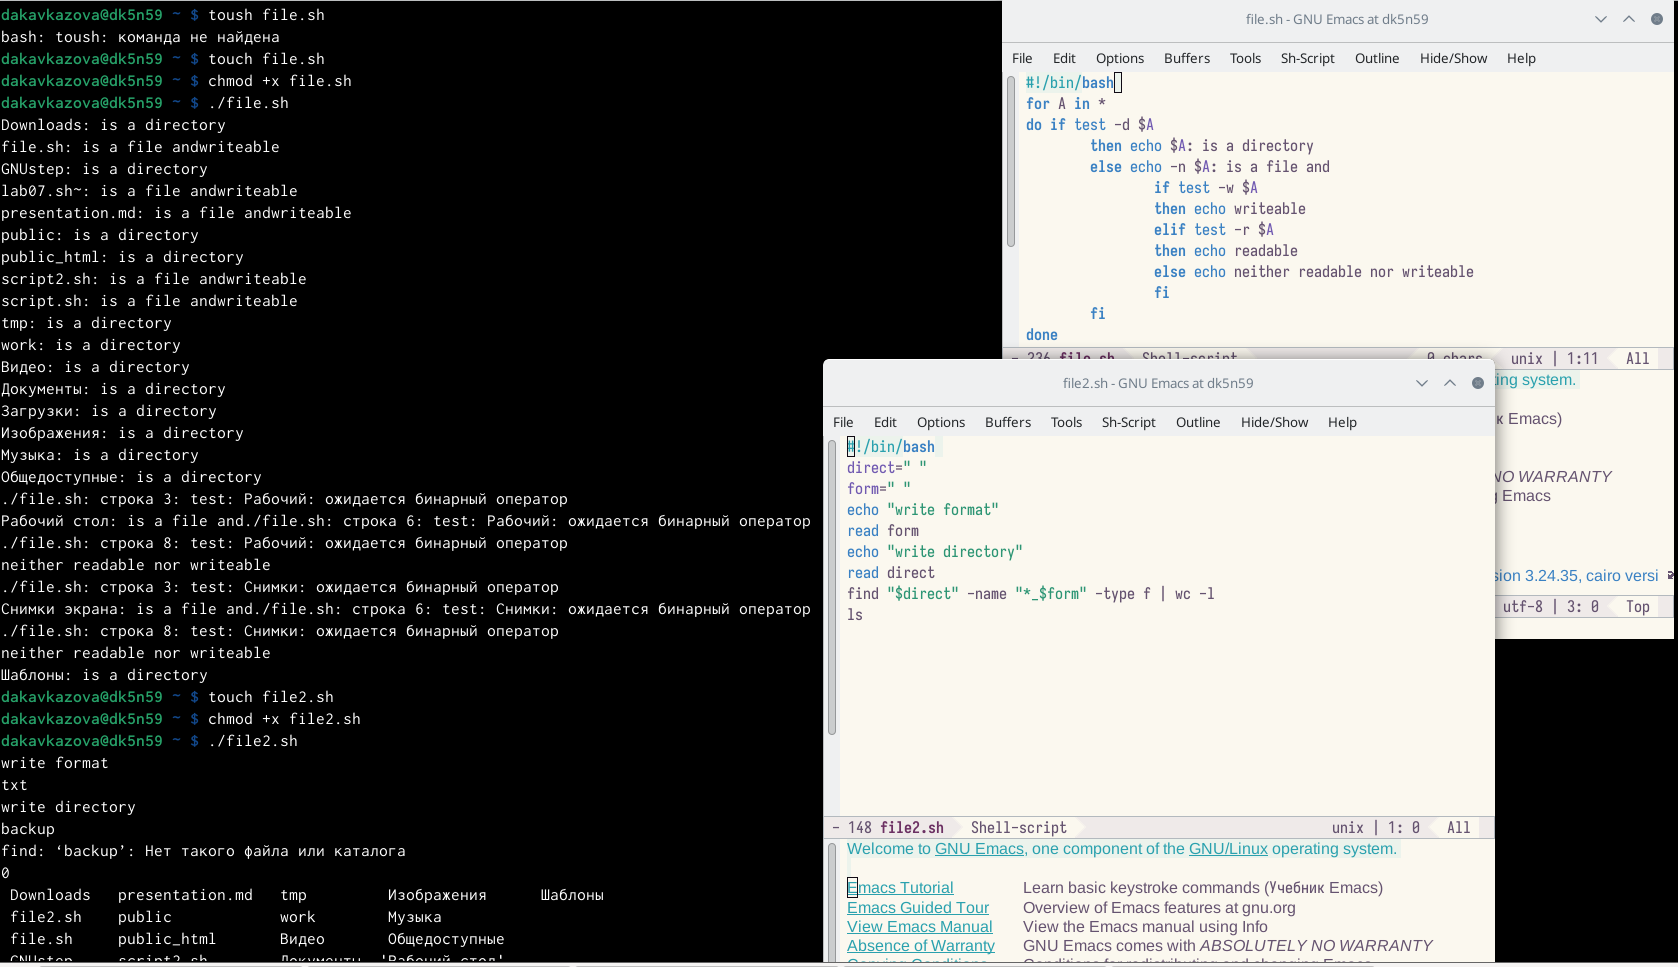 dakavkazova@dk5n59 ~ $ toush file.sh
bash: toush: команда не найдена
dakavkazova@dk5n59 ~ $ touch file.sh
dakavkazova@dk5n59 ~ $ chmod +x file.sh
dakavkazova@dk5n59 ~ $ ./file.sh
Downloads: is a directory
file.sh: is a file andwriteable
GNUstep: is a directory
lab07.sh~: is a file andwriteable
presentation.md: is a file andwriteable
public: is a directory
public_html: is a directory
script2.sh: is a file andwriteable
script.sh: is a file andwriteable
tmp: is a directory
work: is a directory
Видео: is a directory
Документы: is a directory
Загрузки: is a directory
Изображения: is a directory
Музыка: is a directory
Общедоступные: is a directory
./file.sh: строка 3: test: Рабочий: ожидается бинарный оператор
Рабочий стол: is a file and./file.sh: строка 6: test: Рабочий: ожидается бинарный оператор
./file.sh: строка 8: test: Рабочий: ожидается бинарный оператор
neither readable nor writeable
./file.sh: строка 3: test: Снимки: ожидается бинарный оператор
Снимки экрана: is a file and./file.sh: строка 6: test: Снимки: ожидается бинарный оператор
./file.sh: строка 8: test: Снимки: ожидается бинарный оператор
neither readable nor writeable
Шаблоны: is a directory
dakavkazova@dk5n59 ~ $ touch file2.sh
dakavkazova@dk5n59 ~ $ chmod +x file2.sh
dakavkazova@dk5n59 ~ $ ./file2.sh
write format
txt
write directory
backup
find: ‘backup’: Нет такого файла или каталога
0
Downloads presentation.md tmp Изображения Шаблоны
file2.sh public work Музыка
file.sh public_html Видео Общедоступные
GNUstep script2.sh Документы 'Рабочий стол'
file.sh - GNU Emacs at dk5n59
File Edit Options Buffers Tools Sh-Script Outline Hide/Show Help
#!/bin/bash
for A in *
do if test -d $A
then echo $A: is a directory
else echo -n $A: is a file and
if test -w $A
then echo writeable
elif test -r $A
then echo readable
else echo neither readable nor writeable
fi
fi
done
- 236 file.sh Shell-script 0 chars unix | 1:11 All
ing system.
к Emacs)
NO WARRANTY
g Emacs
sion 3.24.35, cairo versi
utf-8 | 3: 0 Top
file2.sh - GNU Emacs at dk5n59
File Edit Options Buffers Tools Sh-Script Outline Hide/Show Help
#!/bin/bash
direct=" "
form=" "
echo "write format"
read form
echo "write directory"
read direct
find "$direct" -name "*_$form" -type f | wc -l
ls
- 148 file2.sh Shell-script unix | 1: 0 All
Welcome to GNU Emacs, one component of the GNU/Linux operating system.
Emacs Tutorial Learn basic keystroke commands (Учебник Emacs)
Emacs Guided Tour Overview of Emacs features at gnu.org
View Emacs Manual View the Emacs manual using Info
Absence of Warranty GNU Emacs comes with ABSOLUTELY NO WARRANTY
Copying Conditions Conditions for redistributing and changing Emacs